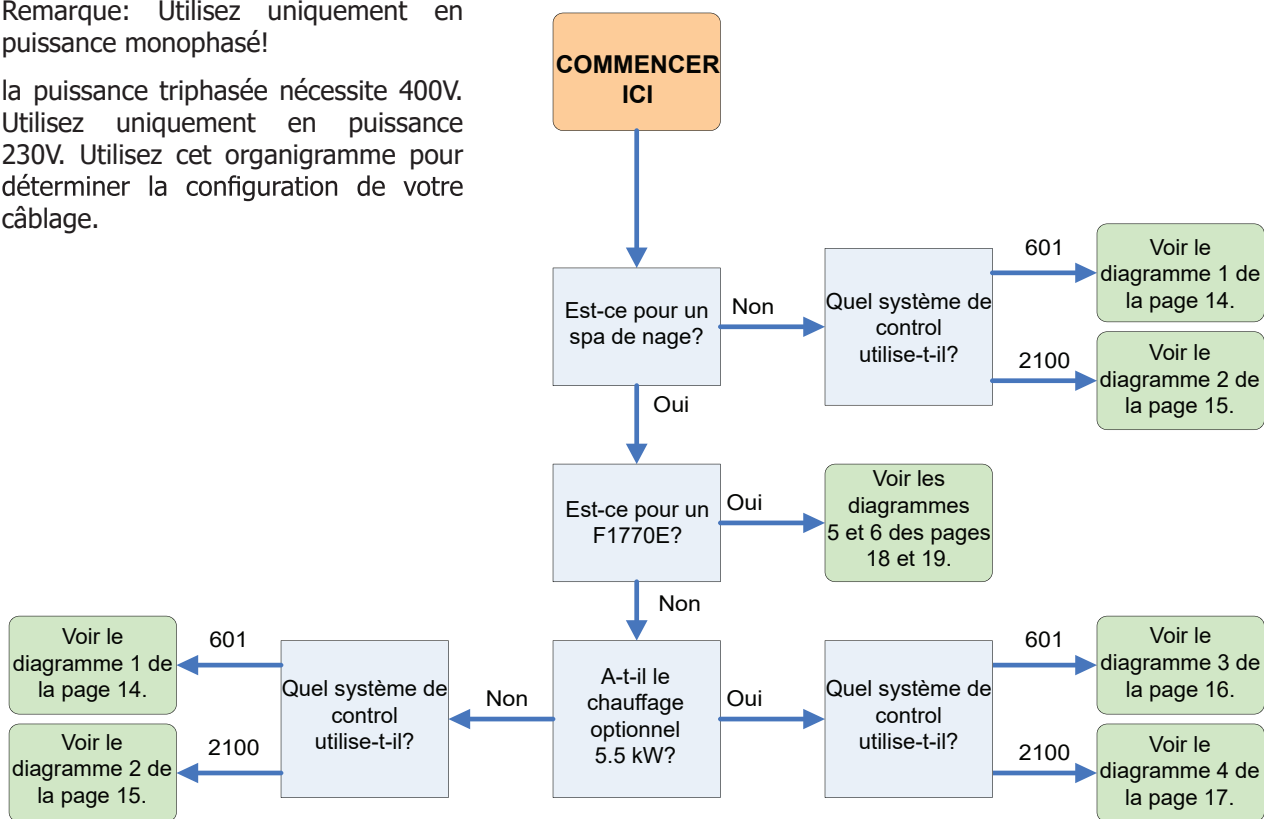 Remarque: Utilisez uniquement en
puissance monophasé!
la puissance triphasée nécessite 400V.
Utilisez uniquement en puissance
230V. Utilisez cet organigramme pour
déterminer la configuration de votre
câblage.
COMMENCER
ICI
Est-ce pour un
spa de nage?
Non
Quel système de
control
utilise-t-il?
601
Voir le
diagramme 1 de
la page 14.
2100
Voir le
diagramme 2 de
la page 15.
Oui
Est-ce pour un
F1770E?
Oui
Voir les
diagrammes
5 et 6 des pages
18 et 19.
Non
A-t-il le
chauffage
optionnel
5.5 kW?
Non
Quel système de
control
utilise-t-il?
601
Voir le
diagramme 1 de
la page 14.
2100
Voir le
diagramme 2 de
la page 15.
Oui
Quel système de
control
utilise-t-il?
601
Voir le
diagramme 3 de
la page 16.
2100
Voir le
diagramme 4 de
la page 17.